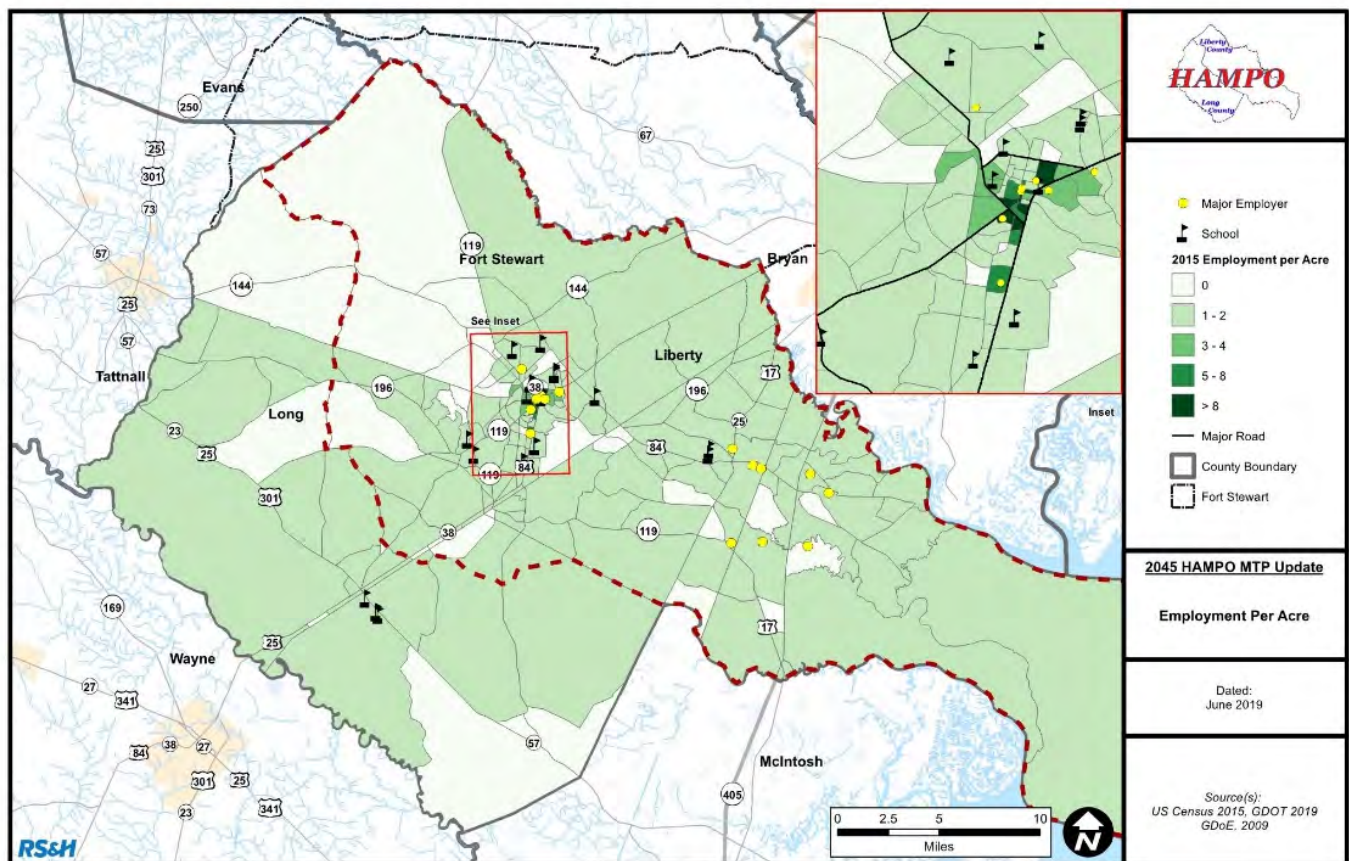 Evans
250
67
25
301
73
57
119
Fort Stewart
Bryan
144
144
See Inset
25
57
Liberty
17
Tattnall
196
38
196
Long
119
25
23
25
84
119
84
301
38
119
169
17
25
Wayne
27
341
57
84
38
27
McIntosh
301
25
405
341
23
Inset
0
2.5
5
10
Miles
N
RS&H
Liberty
County
HAMPO
Long
County
Major Employer
School
2015 Employment per Acre
0
1 - 2
3 - 4
5 - 8
> 8
Major Road
County Boundary
Fort Stewart
2045 HAMPO MTP Update
Employment Per Acre
Dated:
June 2019
Source(s):
US Census 2015, GDOT 2019
GDoE, 2009